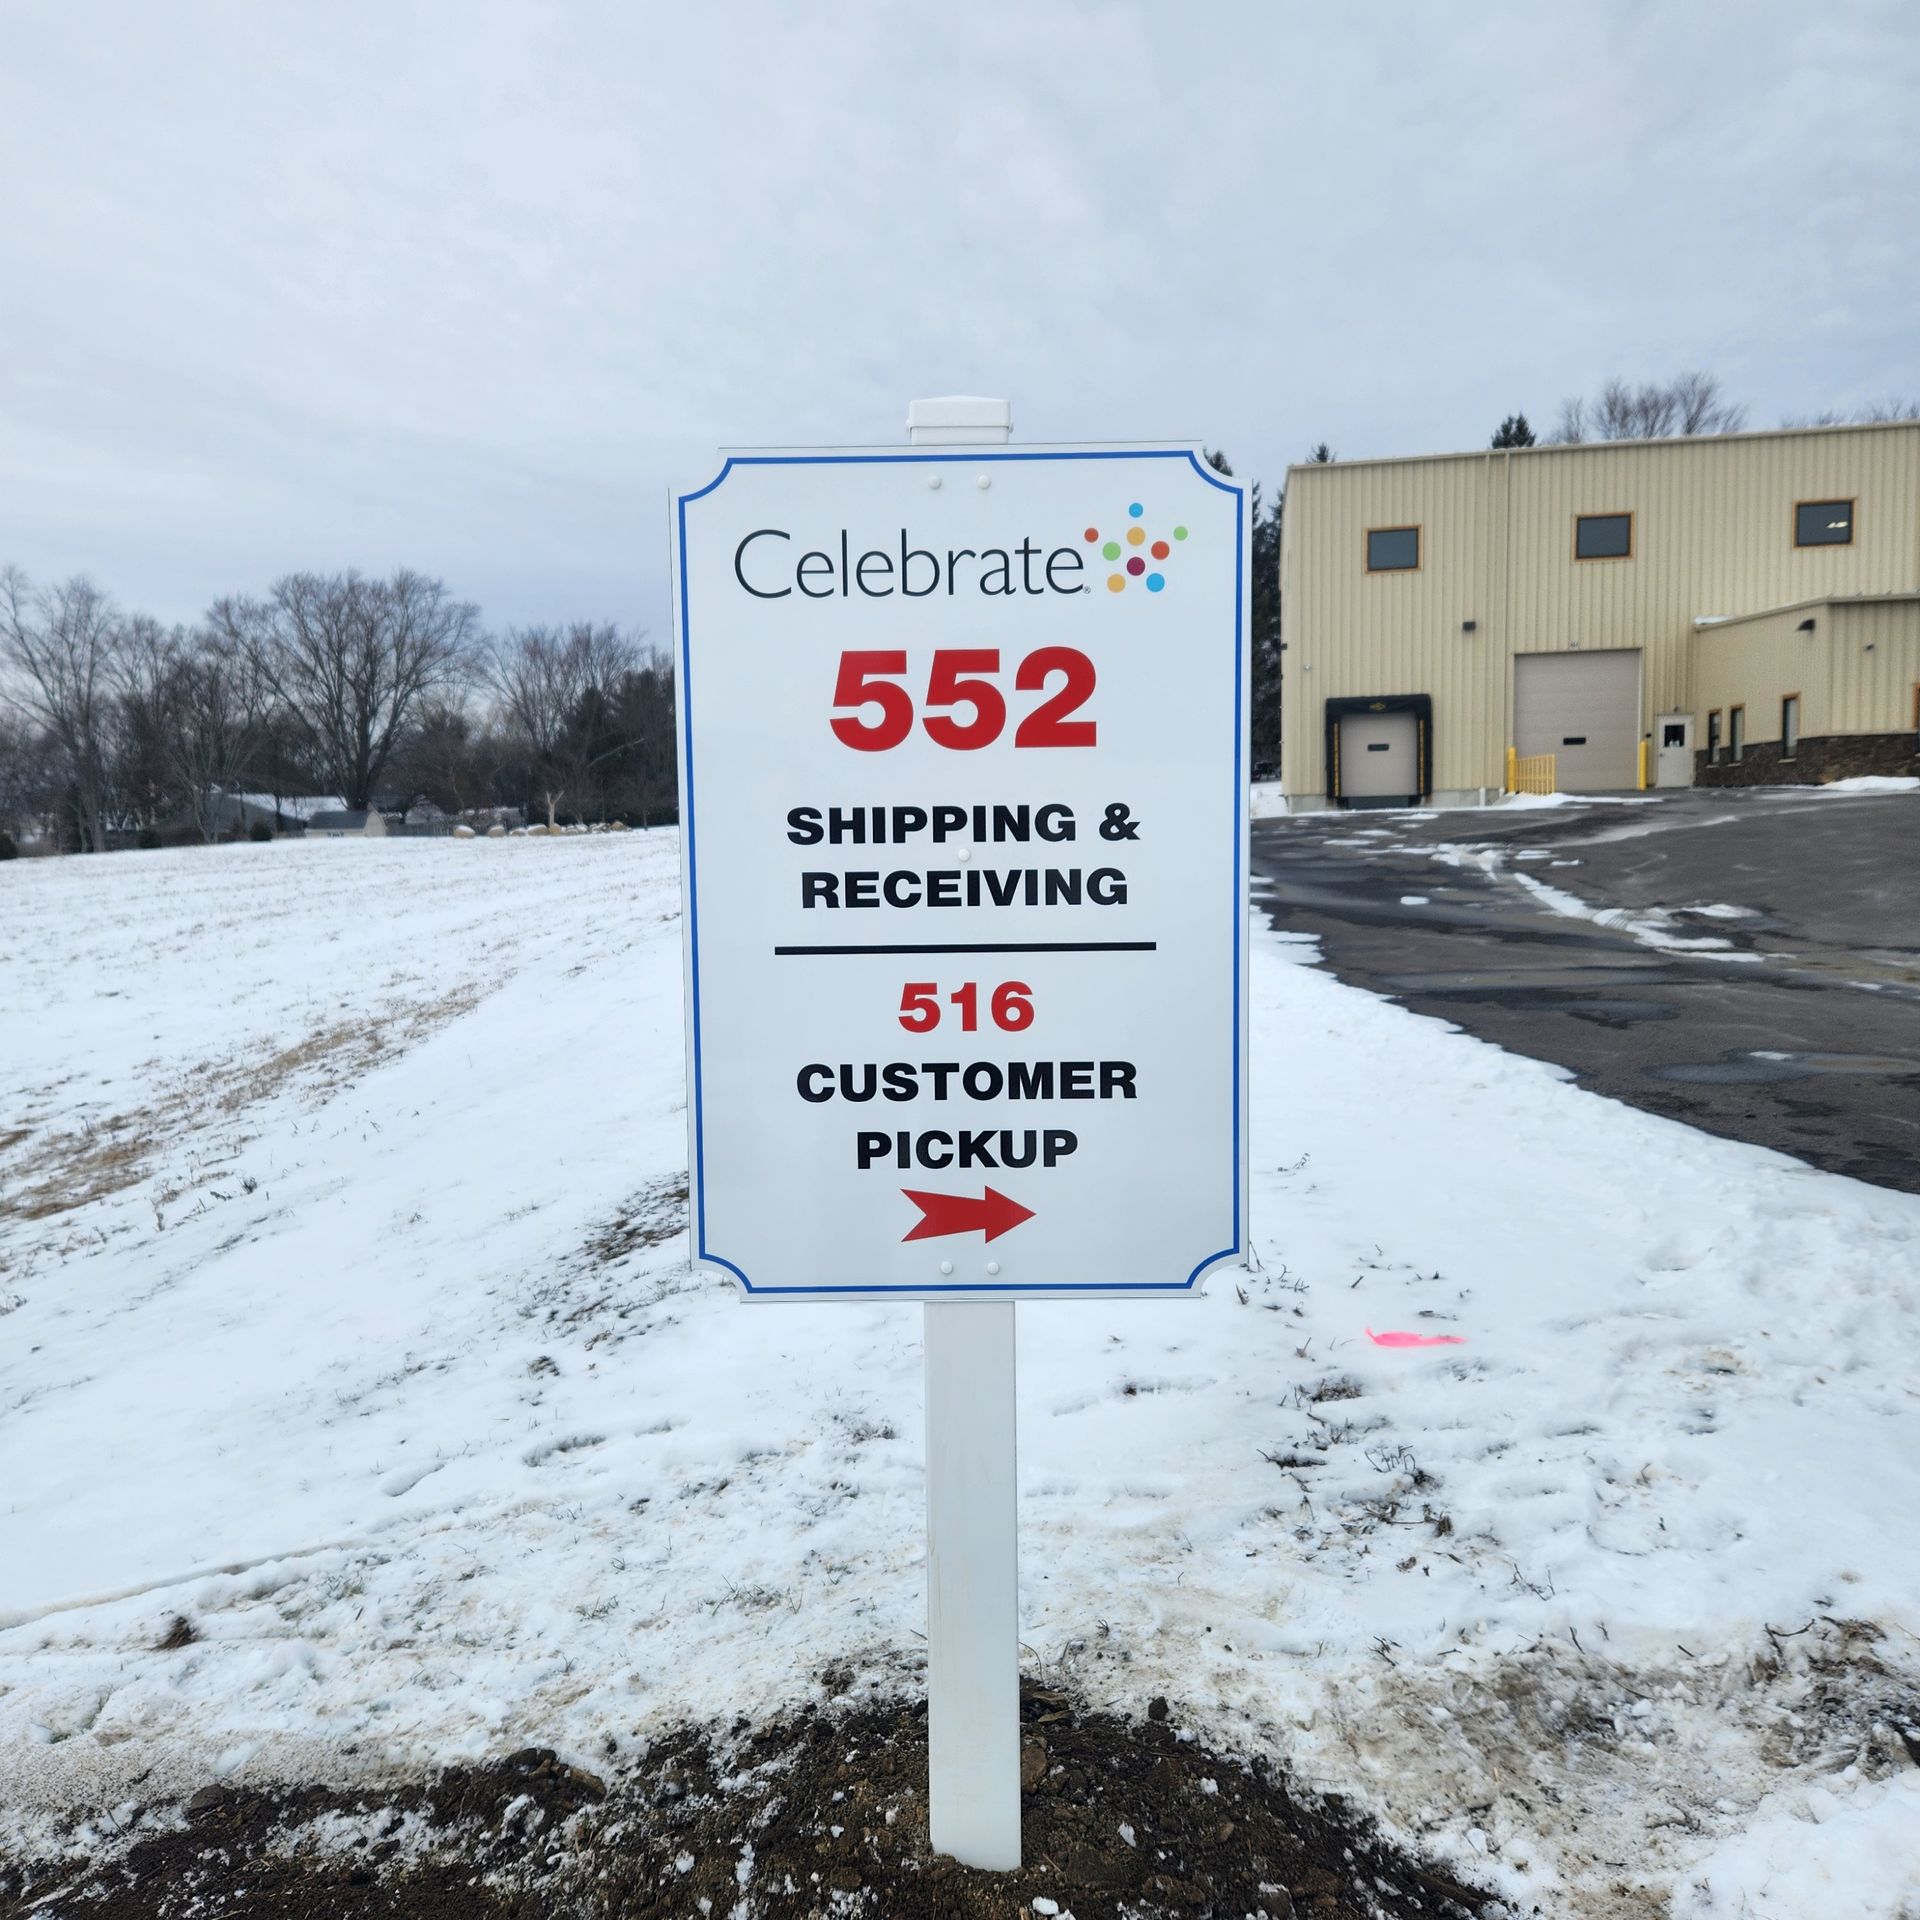 Celebrate
552
SHIPPING &
RECEIVING
516
CUSTOMER
PICKUP